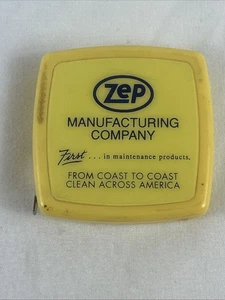 ZEP
MANUFACTURING
COMPANY
First . . . in maintenance products.
FROM COAST TO COAST
CLEAN ACROSS AMERICA